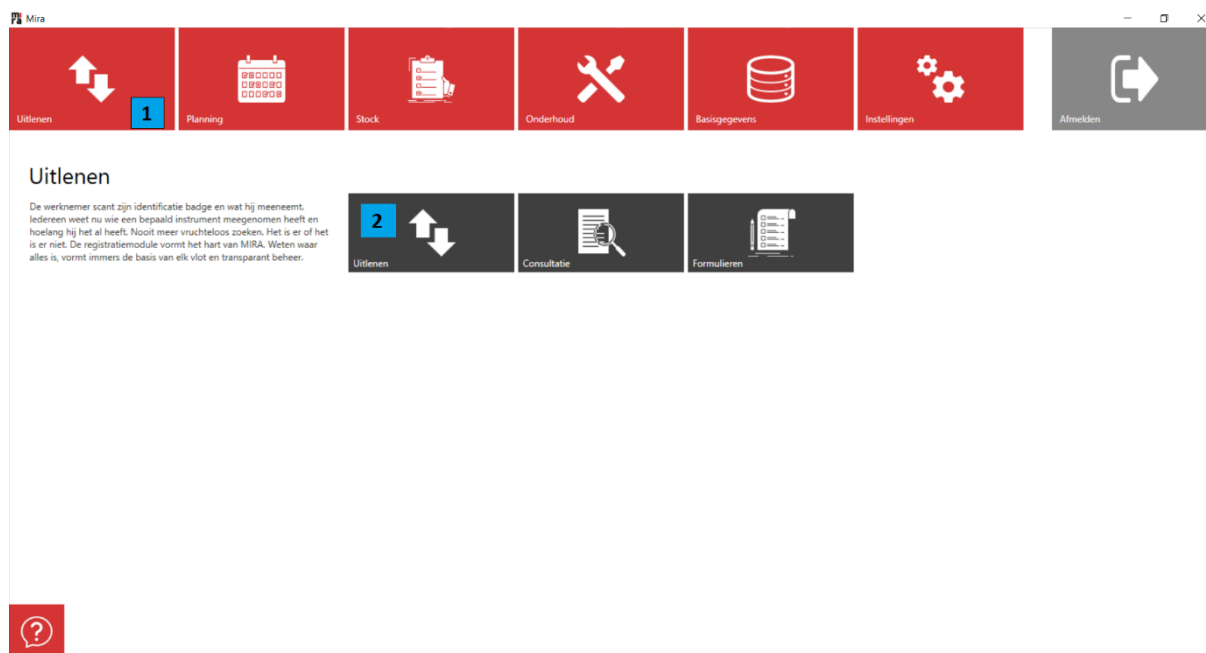 Mira
Uitlenen
1
Planning
Stock
Onderhoud
Basisgegevens
Instellingen
Afmelden
Uitlenen
De werknemer scant zijn identificatie badge en wat hij meeneemt.
Iedereen weet nu wie een bepaald instrument meegenomen heeft en
hoelang hij het al heeft. Nooit meer vruchteloos zoeken. Het is er of het
is er niet. De registratiemodule vormt het hart van MIRA. Weten waar
alles is, vormt immers de basis van elk vlot en transparant beheer.
2
Uitlenen
Consultatie
Formulieren
?